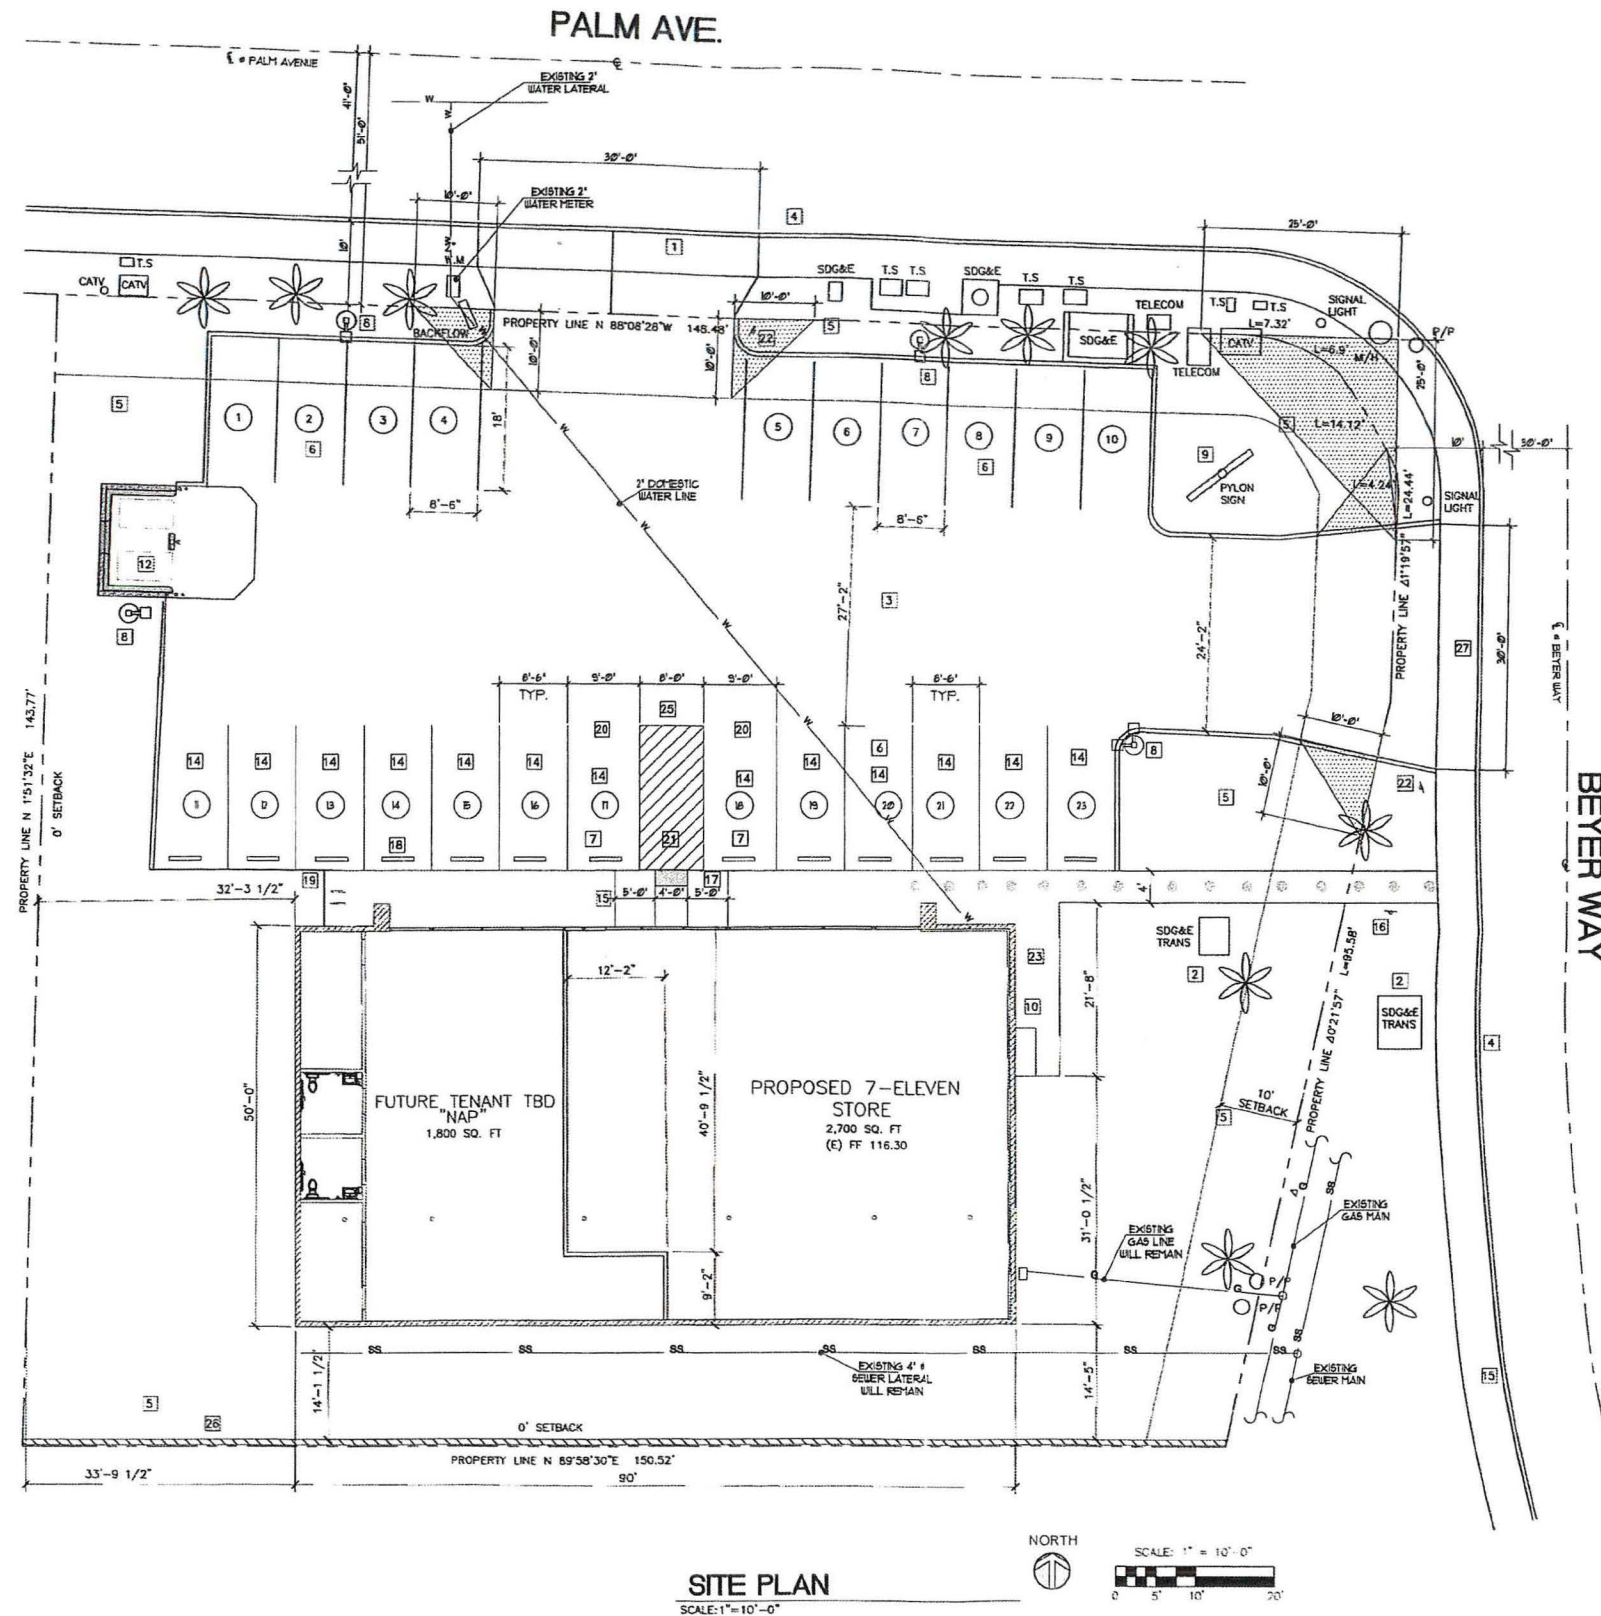 PALM AVE.
℄ ø PALM AVENUE
℄
EXISTING 2"
WATER LATERAL
W
W
41'-0"
51'-0"
30'-0"
10'-0"
EXISTING 2"
WATER METER
W
2"
W.M
10'
4
1
25'-0"
T.S
CATV
CATV
SDG&E
T.S
T.S
SDG&E
T.S
T.S
TELECOM
T.S
T.S
SIGNAL
LIGHT
L=7.32'
P/P
M/H
L=6.9'
CATV
8
BACKFLOW
PROPERTY LINE N 88°08'28"W 148.48'
10'-0"
22
5
SDG&E
TELECOM
10'-0"
10'-0"
8
25'-0"
5
1
2
3
4
18'
5
6
7
8
9
10
6
6
5
L=14.12'
10'
30'-0"
9
PYLON
SIGN
L=4.24'
L=24.44'
SIGNAL
LIGHT
8'-6"
2" DOMESTIC
WATER LINE
W
W
W
W
W
W
8'-6"
12
8
27'-2"
3
24'-2"
PROPERTY LINE Δ1°19'57"
27
30'-0"
℄ ø BEYER WAY
8'-6"
TYP.
9'-0"
8'-0"
9'-0"
8'-6"
TYP.
25
20
20
6
10'-0"
8
14
14
14
14
14
14
14
14
14
14
14
14
14
11
12
13
14
15
16
17
18
19
20
21
22
23
18
7
21
7
5
10'-0"
22
BEYER WAY
PROPERTY LINE N 1°51'32"E 143.77'
0' SETBACK
32'-3 1/2"
19
15
5'-0"
4'-0"
5'-0"
17
4'
SDG&E
TRANS
2
16
2
SDG&E
TRANS
PROPERTY LINE Δ0°21'57" L=95.58'
12'-2"
23
10
21'-8"
4
50'-0"
FUTURE TENANT TBD
"NAP"
1,800 SQ. FT
40'-9 1/2"
PROPOSED 7-ELEVEN
STORE
2,700 SQ. FT
(E) FF 116.30
10'
SETBACK
5
31'-0 1/2"
9'-2"
G
SS
EXISTING
GAS MAIN
EXISTING
GAS LINE
WILL REMAIN
G
G
P/P
P/P
G
SS
SS
SS
SS
SS
SS
SS
SS
EXISTING 4" ø
SEWER LATERAL
WILL REMAIN
EXISTING
SEWER MAIN
14'-1 1/2"
14'-5"
15
5
26
0' SETBACK
PROPERTY LINE N 89°58'30"E 150.52'
33'-9 1/2"
90'
NORTH
SCALE: 1" = 10'-0"
0 5' 10' 20'
SITE PLAN
SCALE:1"=10'-0"